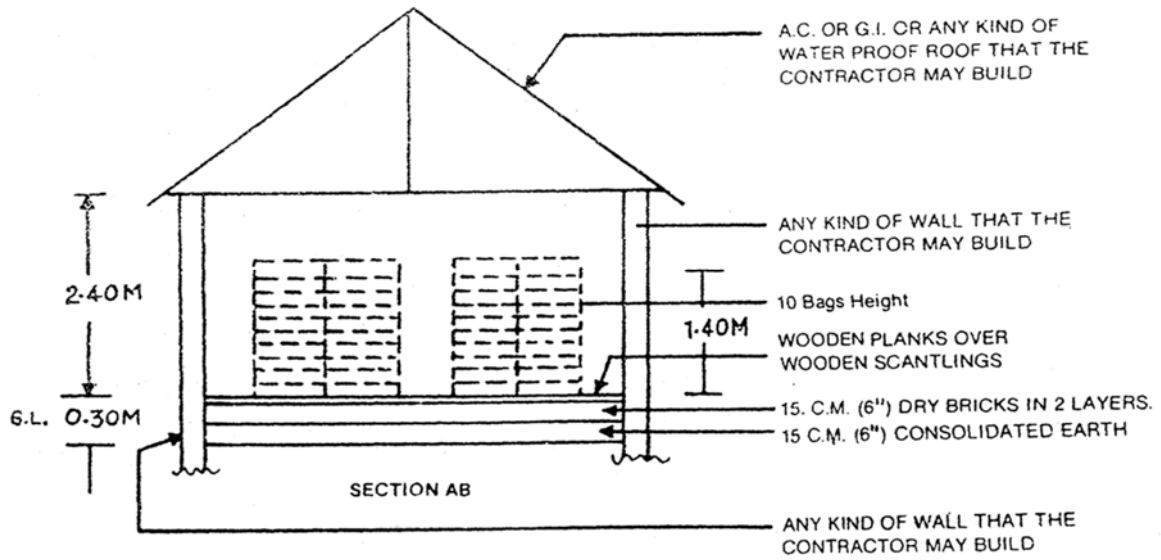 A.C. OR G.I. OR ANY KIND OF
WATER PROOF ROOF THAT THE
CONTRACTOR MAY BUILD
ANY KIND OF WALL THAT THE
CONTRACTOR MAY BUILD
2.40M
10 Bags Height
1.40M
WOODEN PLANKS OVER
WOODEN SCANTLINGS
G.L. 0.30M
15. C.M. (6") DRY BRICKS IN 2 LAYERS.
15 C.M. (6") CONSOLIDATED EARTH
SECTION AB
ANY KIND OF WALL THAT THE
CONTRACTOR MAY BUILD